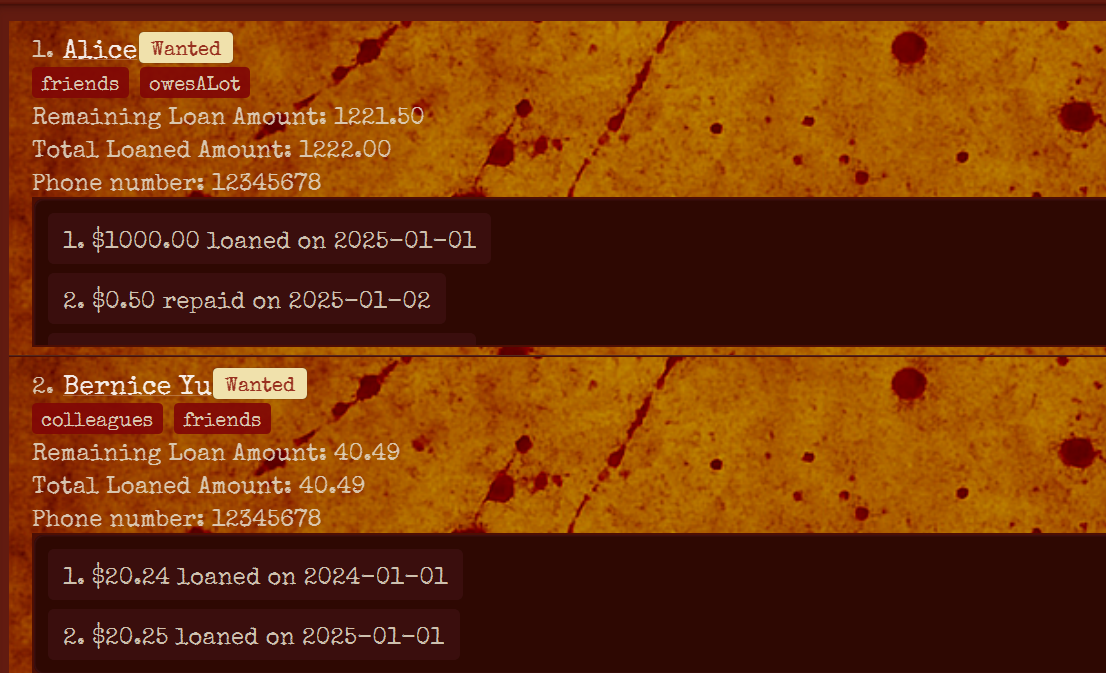 1. Alice Wanted
friends owesALot
Remaining Loan Amount: 1221.50
Total Loaned Amount: 1222.00
Phone number: 12345678
1. $1000.00 loaned on 2025-01-01
2. $0.50 repaid on 2025-01-02
2. Bernice Yu Wanted
colleagues friends
Remaining Loan Amount: 40.49
Total Loaned Amount: 40.49
Phone number: 12345678
1. $20.24 loaned on 2024-01-01
2. $20.25 loaned on 2025-01-01